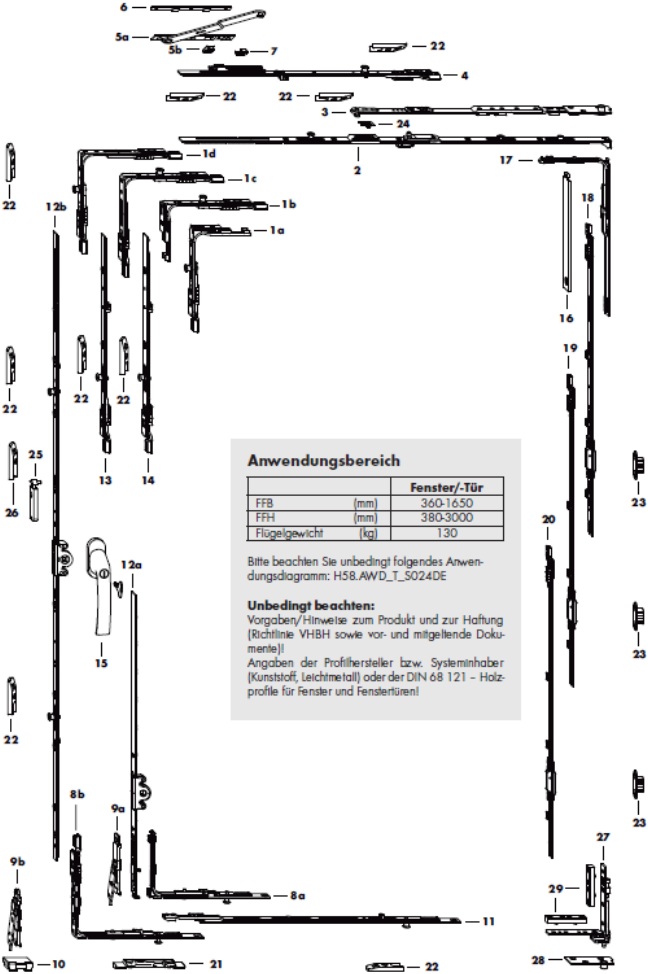 6
5a
5b
7
22
4
22
22
3
24
2
17
1d
1c
1b
1a
22
12b
18
16
19
22
22
22
25
26
13
14
23
20
12a
15
Anwendungsbereich
Fenster/-Tür
FFB (mm) 360-1650
FFH (mm) 380-3000
Flügelgewicht (kg) 130
Bitte beachten Sie unbedingt folgendes Anwen-
dungsdiagramm: H58.AWD_T_S024DE
Unbedingt beachten:
Vorgaben/Hinweise zum Produkt und zur Haftung
(Richtlinie VHBH sowie vor- und mitgeltende Doku-
mente)!
Angaben der Profilhersteller bzw. Systeminhaber
(Kunststoff, Leichtmetall) oder der DIN 68 121 – Holz-
profile für Fenster und Fenstertüren!
23
22
8b
9a
23
27
9b
29
8a
11
10
21
22
28